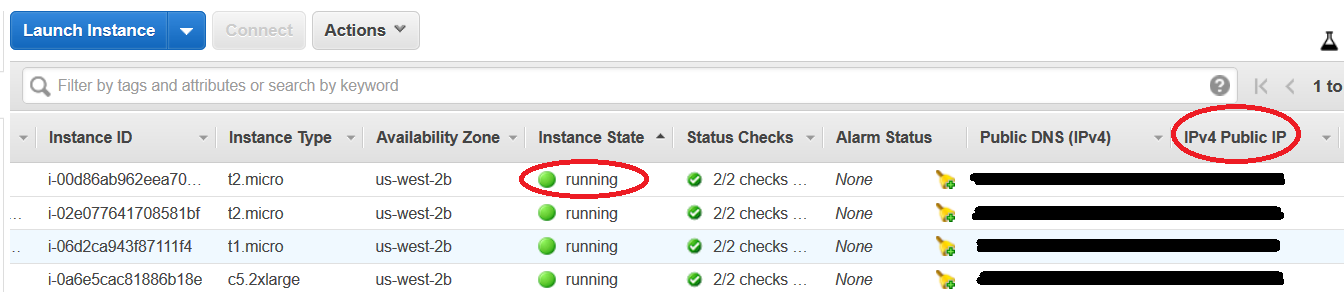 Launch Instance Connect Actions
Filter by tags and attributes or search by keyword ? 1 to
Instance ID Instance Type Availability Zone Instance State Status Checks Alarm Status Public DNS (IPv4) IPv4 Public IP
i-00d86ab962eea70... t2.micro us-west-2b running 2/2 checks ... None
... i-02e077641708581bf t2.micro us-west-2b running 2/2 checks ... None
... i-06d2ca943f87111f4 t1.micro us-west-2b running 2/2 checks ... None
i-0a6e5cac81886b18e c5.2xlarge us-west-2b running 2/2 checks ... None